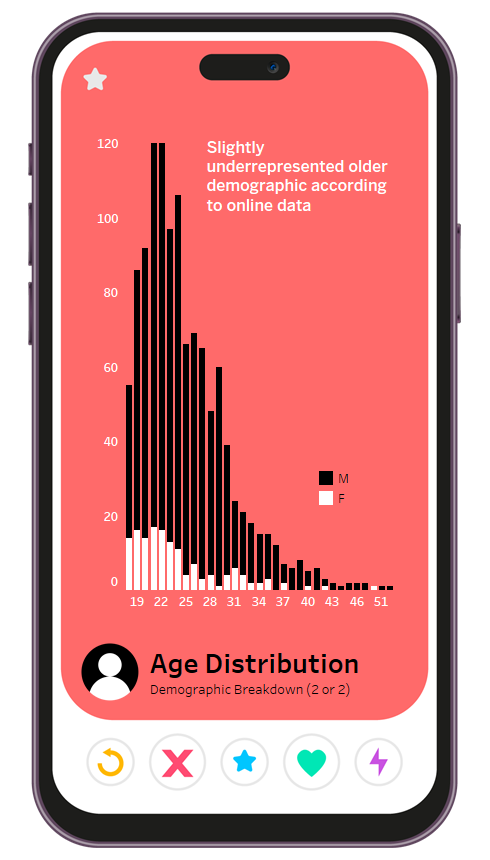 Slightly
underrepresented older
demographic according
to online data
120
100
80
60
40
20
0
M
F
19 22 25 28 31 34 37 40 43 46 51
Age Distribution
Demographic Breakdown (2 or 2)